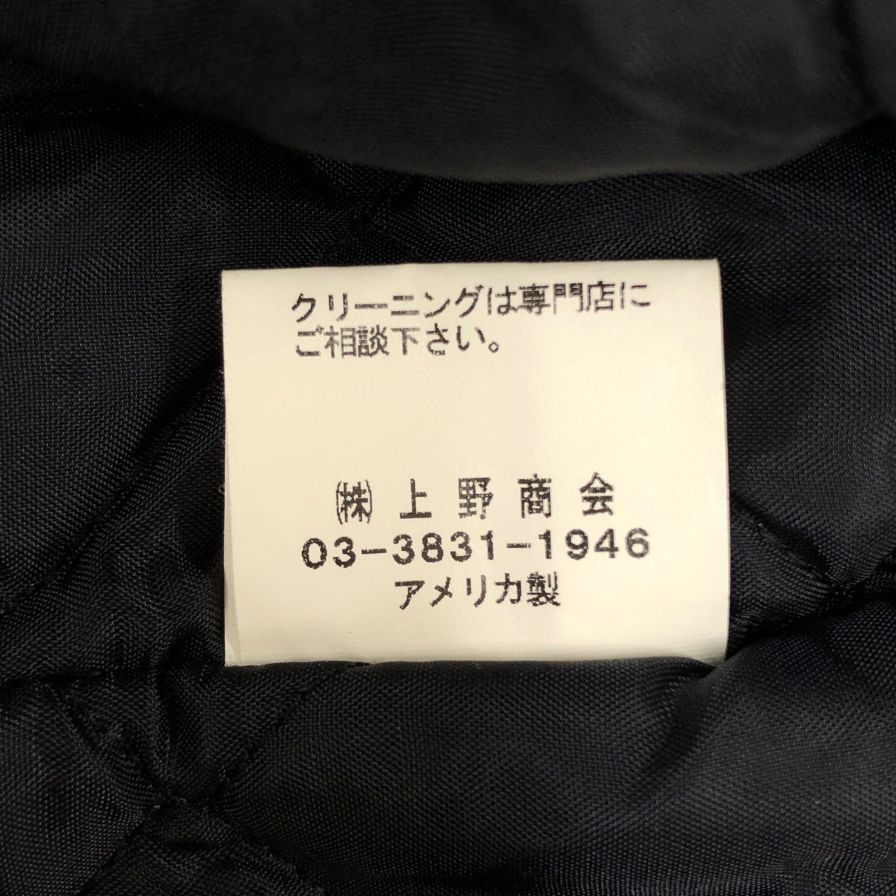 クリーニングは専門店に
ご相談下さい。
㈱上野商会
03-3831-1946
アメリカ製